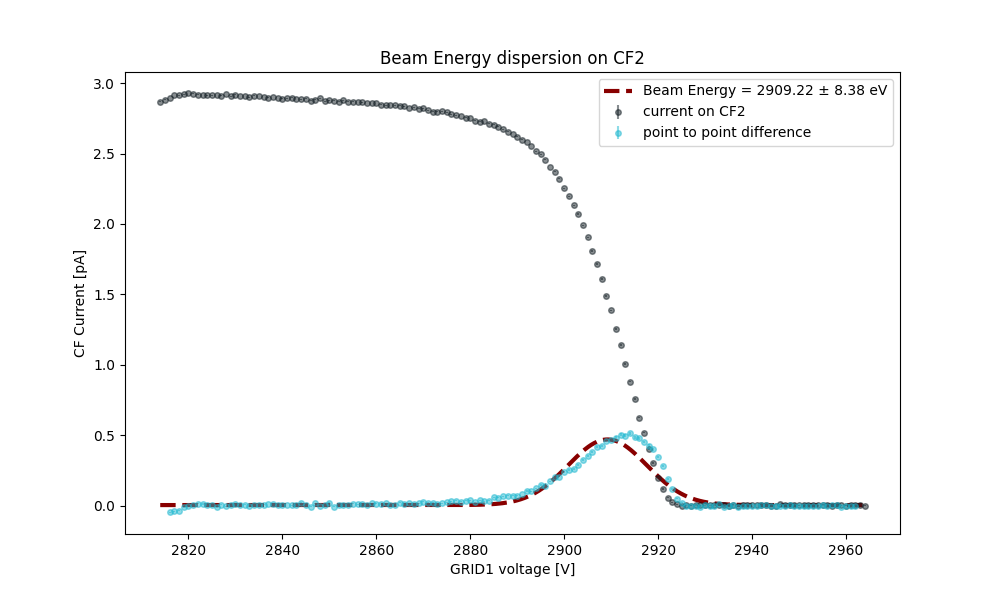 Beam Energy dispersion on CF2
Beam Energy = 2909.22 ± 8.38 eV
current on CF2
point to point difference
CF Current [pA]
3.0
2.5
2.0
1.5
1.0
0.5
0.0
2820 2840 2860 2880 2900 2920 2940 2960
GRID1 voltage [V]